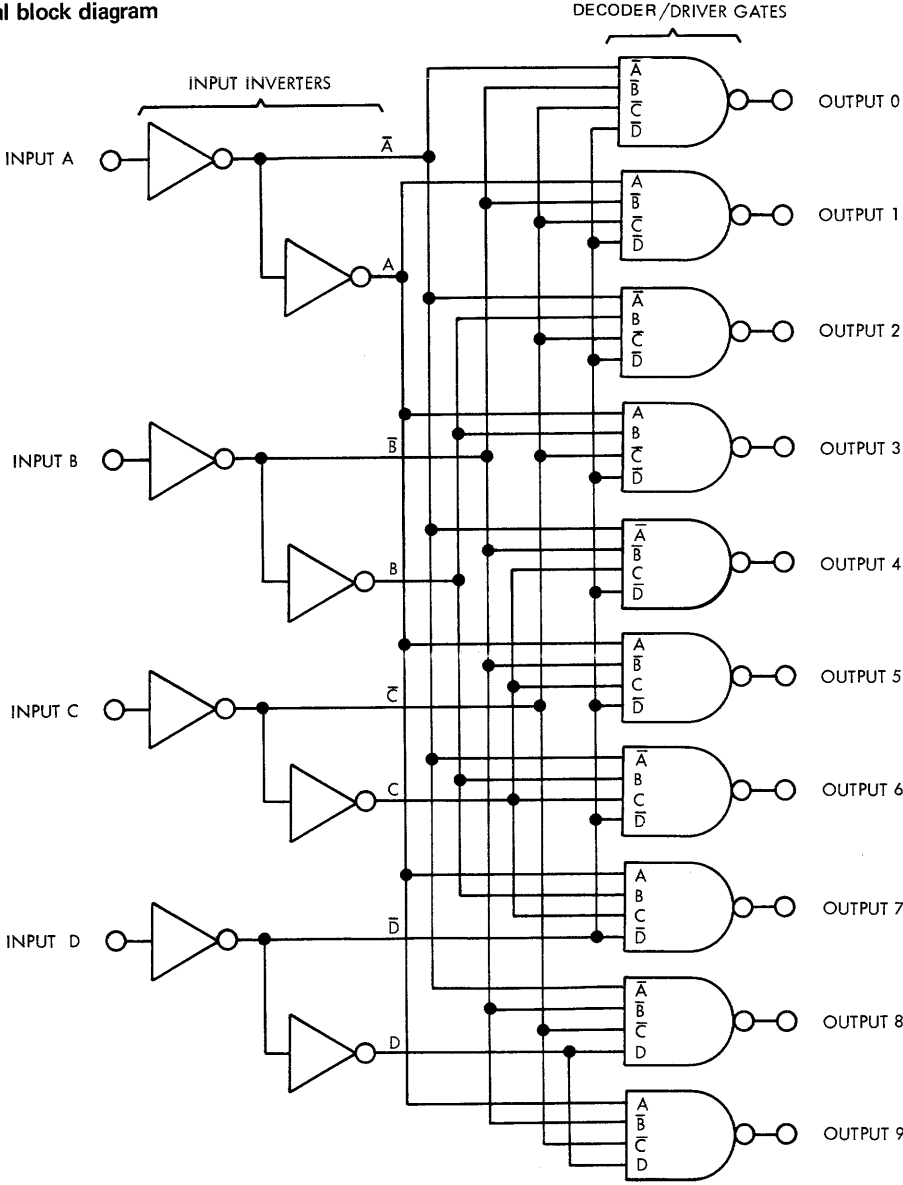 al block diagram
DECODER/DRIVER GATES
INPUT INVERTERS
INPUT A
A̅
A
INPUT B
B̅
B
INPUT C
C̅
C
INPUT D
D̅
D
A̅
B̅
C̅
D̅
OUTPUT 0
A
B̅
C̅
D̅
OUTPUT 1
A̅
B
C̅
D̅
OUTPUT 2
A
B
C̅
D̅
OUTPUT 3
A̅
B̅
C
D̅
OUTPUT 4
A
B̅
C
D̅
OUTPUT 5
A̅
B
C
D̅
OUTPUT 6
A
B
C
D̅
OUTPUT 7
A̅
B̅
C̅
D
OUTPUT 8
A
B̅
C̅
D
OUTPUT 9